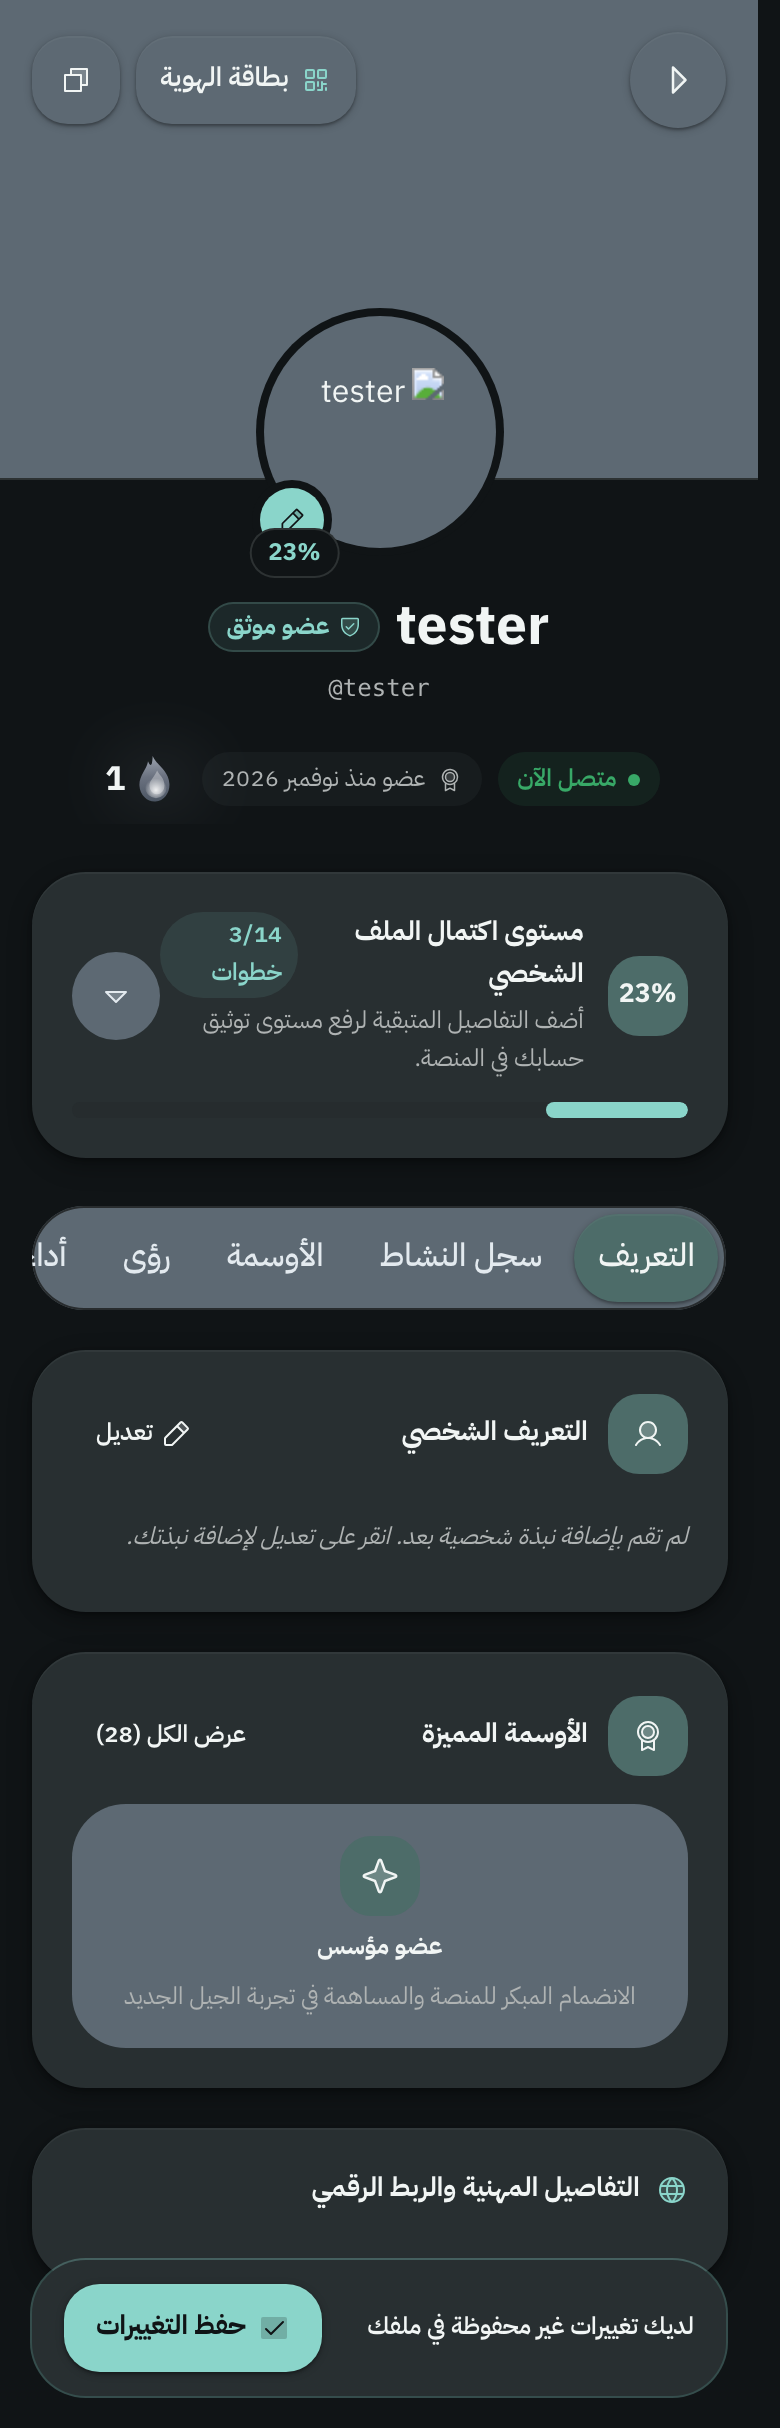 بطاقة الهوية
tester
23%
tester
عضو موثق
@tester
متصل الآن
عضو منذ نوفمبر 2026
1
23%
مستوى اكتمال الملف
الشخصي
3/14
خطوات
أضف التفاصيل المتبقية لرفع مستوى توثيق
حسابك في المنصة.
التعريف
سجل النشاط
الأوسمة
رؤى
التعريف الشخصي
تعديل
لم تقم بإضافة نبذة شخصية بعد. انقر على تعديل لإضافة نبذتك.
الأوسمة المميزة
عرض الكل (28)
عضو مؤسس
الانضمام المبكر للمنصة والمساهمة في تجربة الجيل الجديد
التفاصيل المهنية والربط الرقمي
لديك تغييرات غير محفوظة في ملفك
حفظ التغييرات